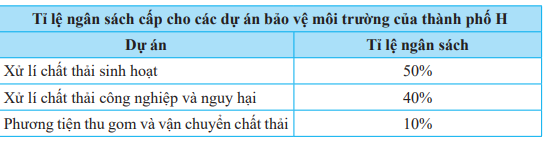 Tỉ lệ ngân sách cấp cho các dự án bảo vệ môi trường của thành phố H
Dự án Tỉ lệ ngân sách
Xử lí chất thải sinh hoạt 50%
Xử lí chất thải công nghiệp và nguy hại 40%
Phương tiện thu gom và vận chuyển chất thải 10%